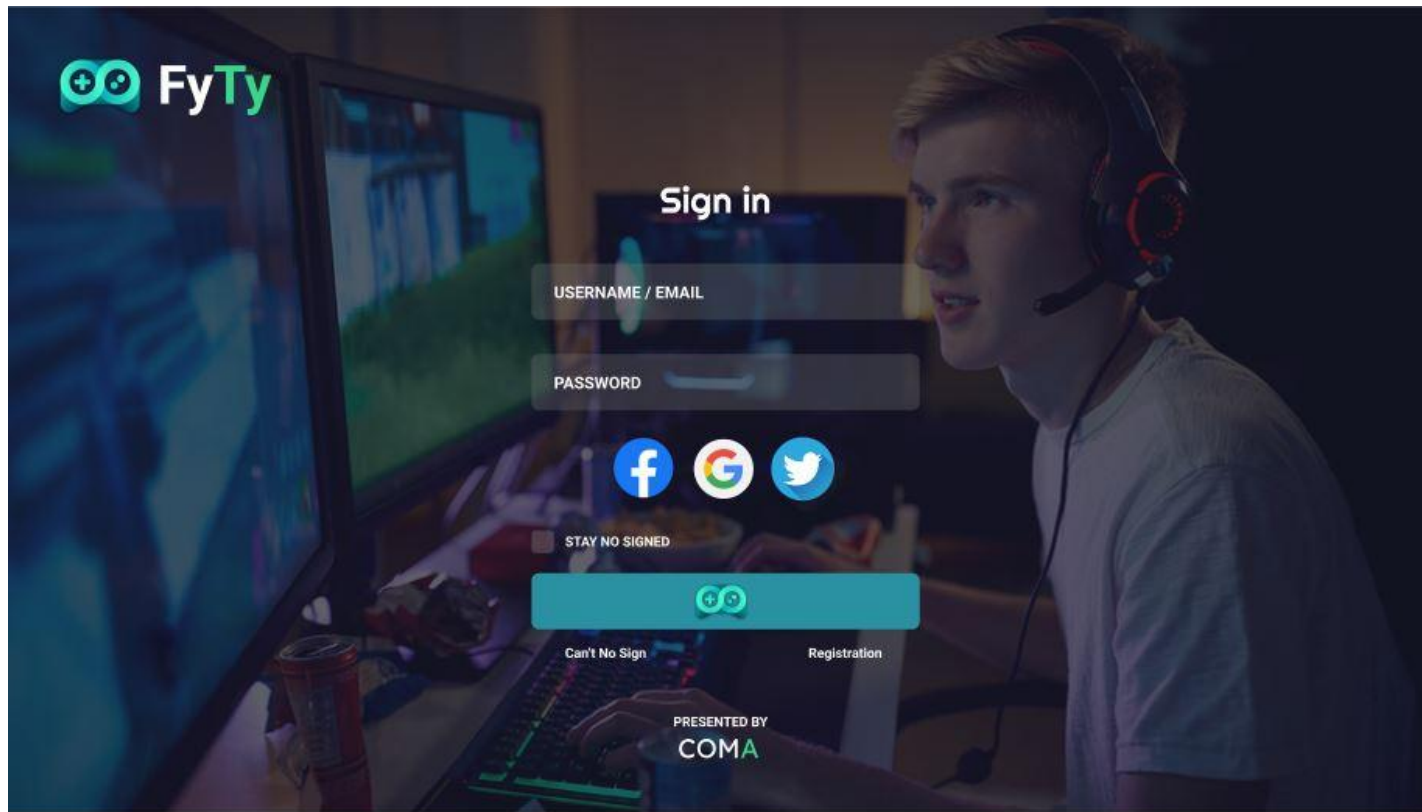 FyTy
Sign in
USERNAME / EMAIL
PASSWORD
STAY NO SIGNED
Can't No Sign
Registration
PRESENTED BY
COMA